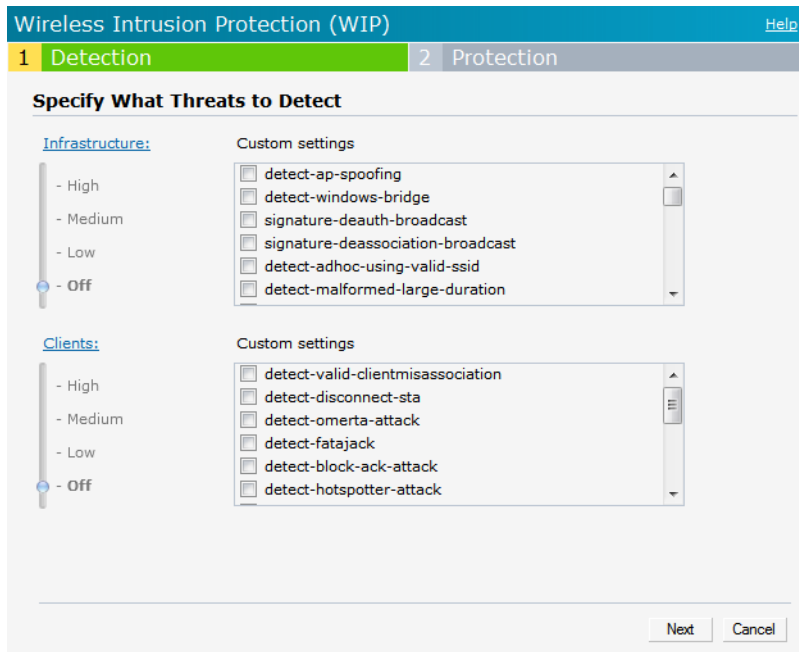 Wireless Intrusion Protection (WIP) Help
1 Detection 2 Protection
Specify What Threats to Detect
Infrastructure: Custom settings
- High
- Medium
- Low
- Off
detect-ap-spoofing
detect-windows-bridge
signature-deauth-broadcast
signature-deassociation-broadcast
detect-adhoc-using-valid-ssid
detect-malformed-large-duration
Clients: Custom settings
- High
- Medium
- Low
- Off
detect-valid-clientmisassociation
detect-disconnect-sta
detect-omerta-attack
detect-fatajack
detect-block-ack-attack
detect-hotspotter-attack
Next Cancel